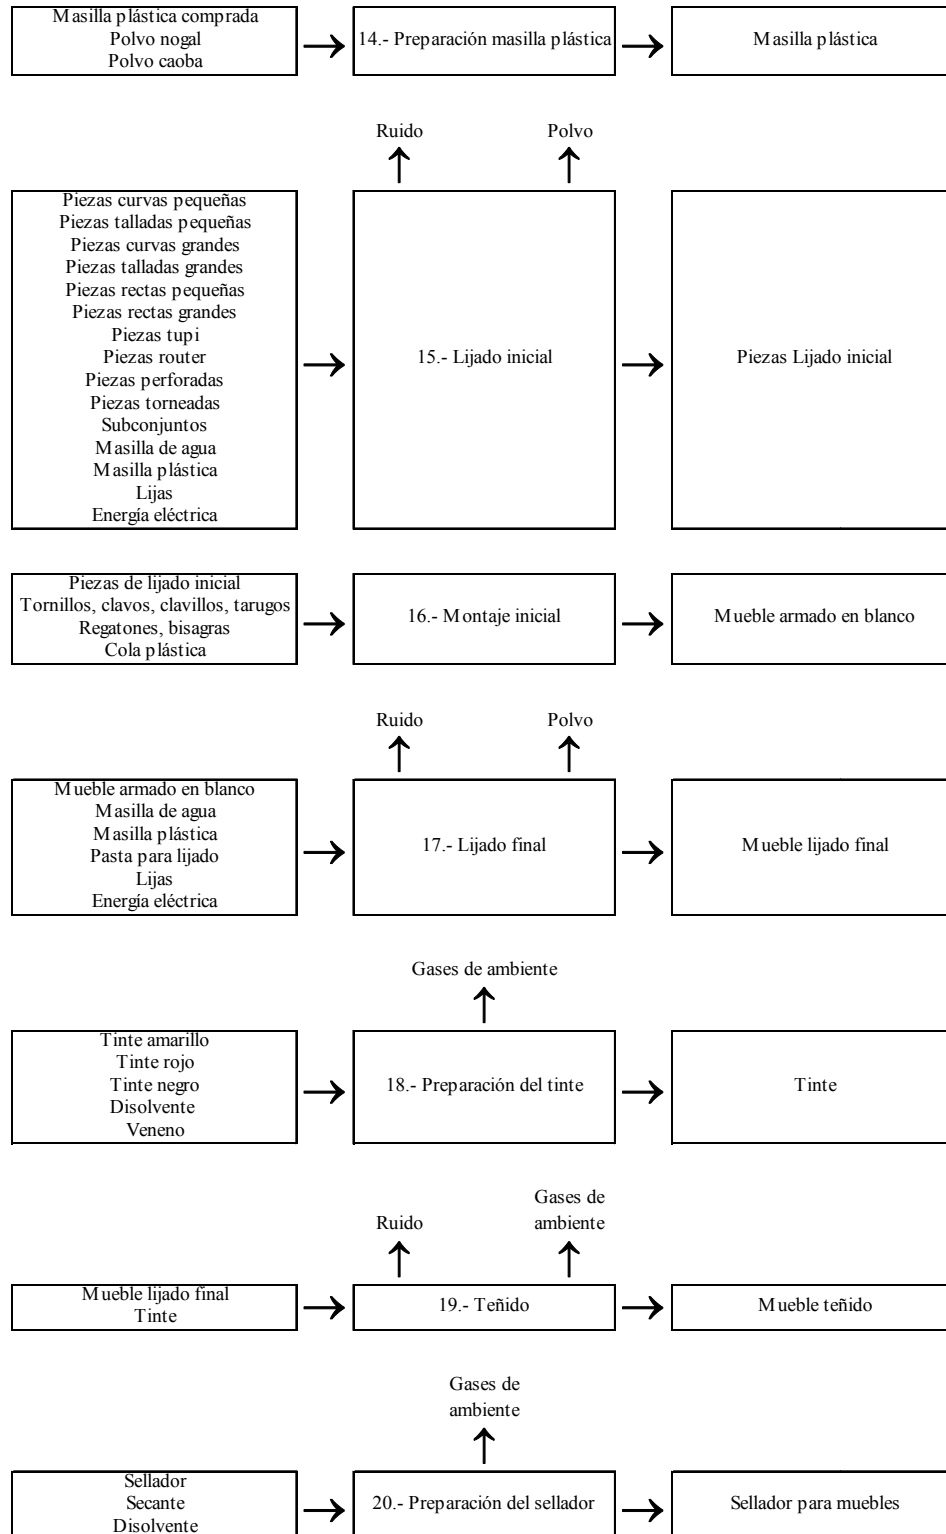 Masilla plástica comprada
Polvo nogal
Polvo caoba
14.- Preparación masilla plástica
Masilla plástica
Ruido
Polvo
Piezas curvas pequeñas
Piezas talladas pequeñas
Piezas curvas grandes
Piezas talladas grandes
Piezas rectas pequeñas
Piezas rectas grandes
Piezas tupi
Piezas router
Piezas perforadas
Piezas torneadas
Subconjuntos
Masilla de agua
Masilla plástica
Lijas
Energía eléctrica
15.- Lijado inicial
Piezas Lijado inicial
Piezas de lijado inicial
Tornillos, clavos, clavillos, tarugos
Regatones, bisagras
Cola plástica
16.- Montaje inicial
Mueble armado en blanco
Ruido
Polvo
Mueble armado en blanco
Masilla de agua
Masilla plástica
Pasta para lijado
Lijas
Energía eléctrica
17.- Lijado final
Mueble lijado final
Gases de ambiente
Tinte amarillo
Tinte rojo
Tinte negro
Disolvente
Veneno
18.- Preparación del tinte
Tinte
Ruido
Gases de
ambiente
Mueble lijado final
Tinte
19.- Teñido
Mueble teñido
Gases de
ambiente
Sellador
Secante
Disolvente
20.- Preparación del sellador
Sellador para muebles